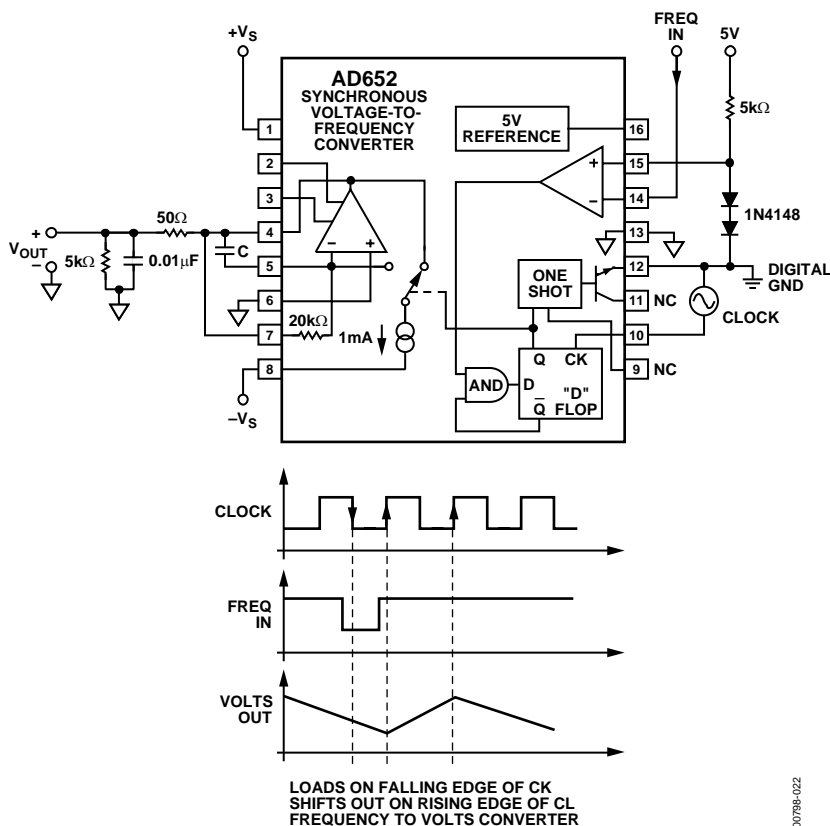 +VS
FREQ
IN
5V
AD652
SYNCHRONOUS
VOLTAGE-TO-
FREQUENCY
CONVERTER
5V
REFERENCE
5kΩ
1
2
3
4
5
6
7
8
16
15
14
13
12
11
10
9
+
−
1N4148
50Ω
+
VOUT
−
5kΩ
0.01µF
C
−
+
20kΩ
1mA
−VS
ONE
SHOT
NC
NC
DIGITAL
GND
CLOCK
AND
D
Q
CK
Q
"D"
FLOP
CLOCK
FREQ
IN
VOLTS
OUT
LOADS ON FALLING EDGE OF CK
SHIFTS OUT ON RISING EDGE OF CL
FREQUENCY TO VOLTS CONVERTER
00798-022